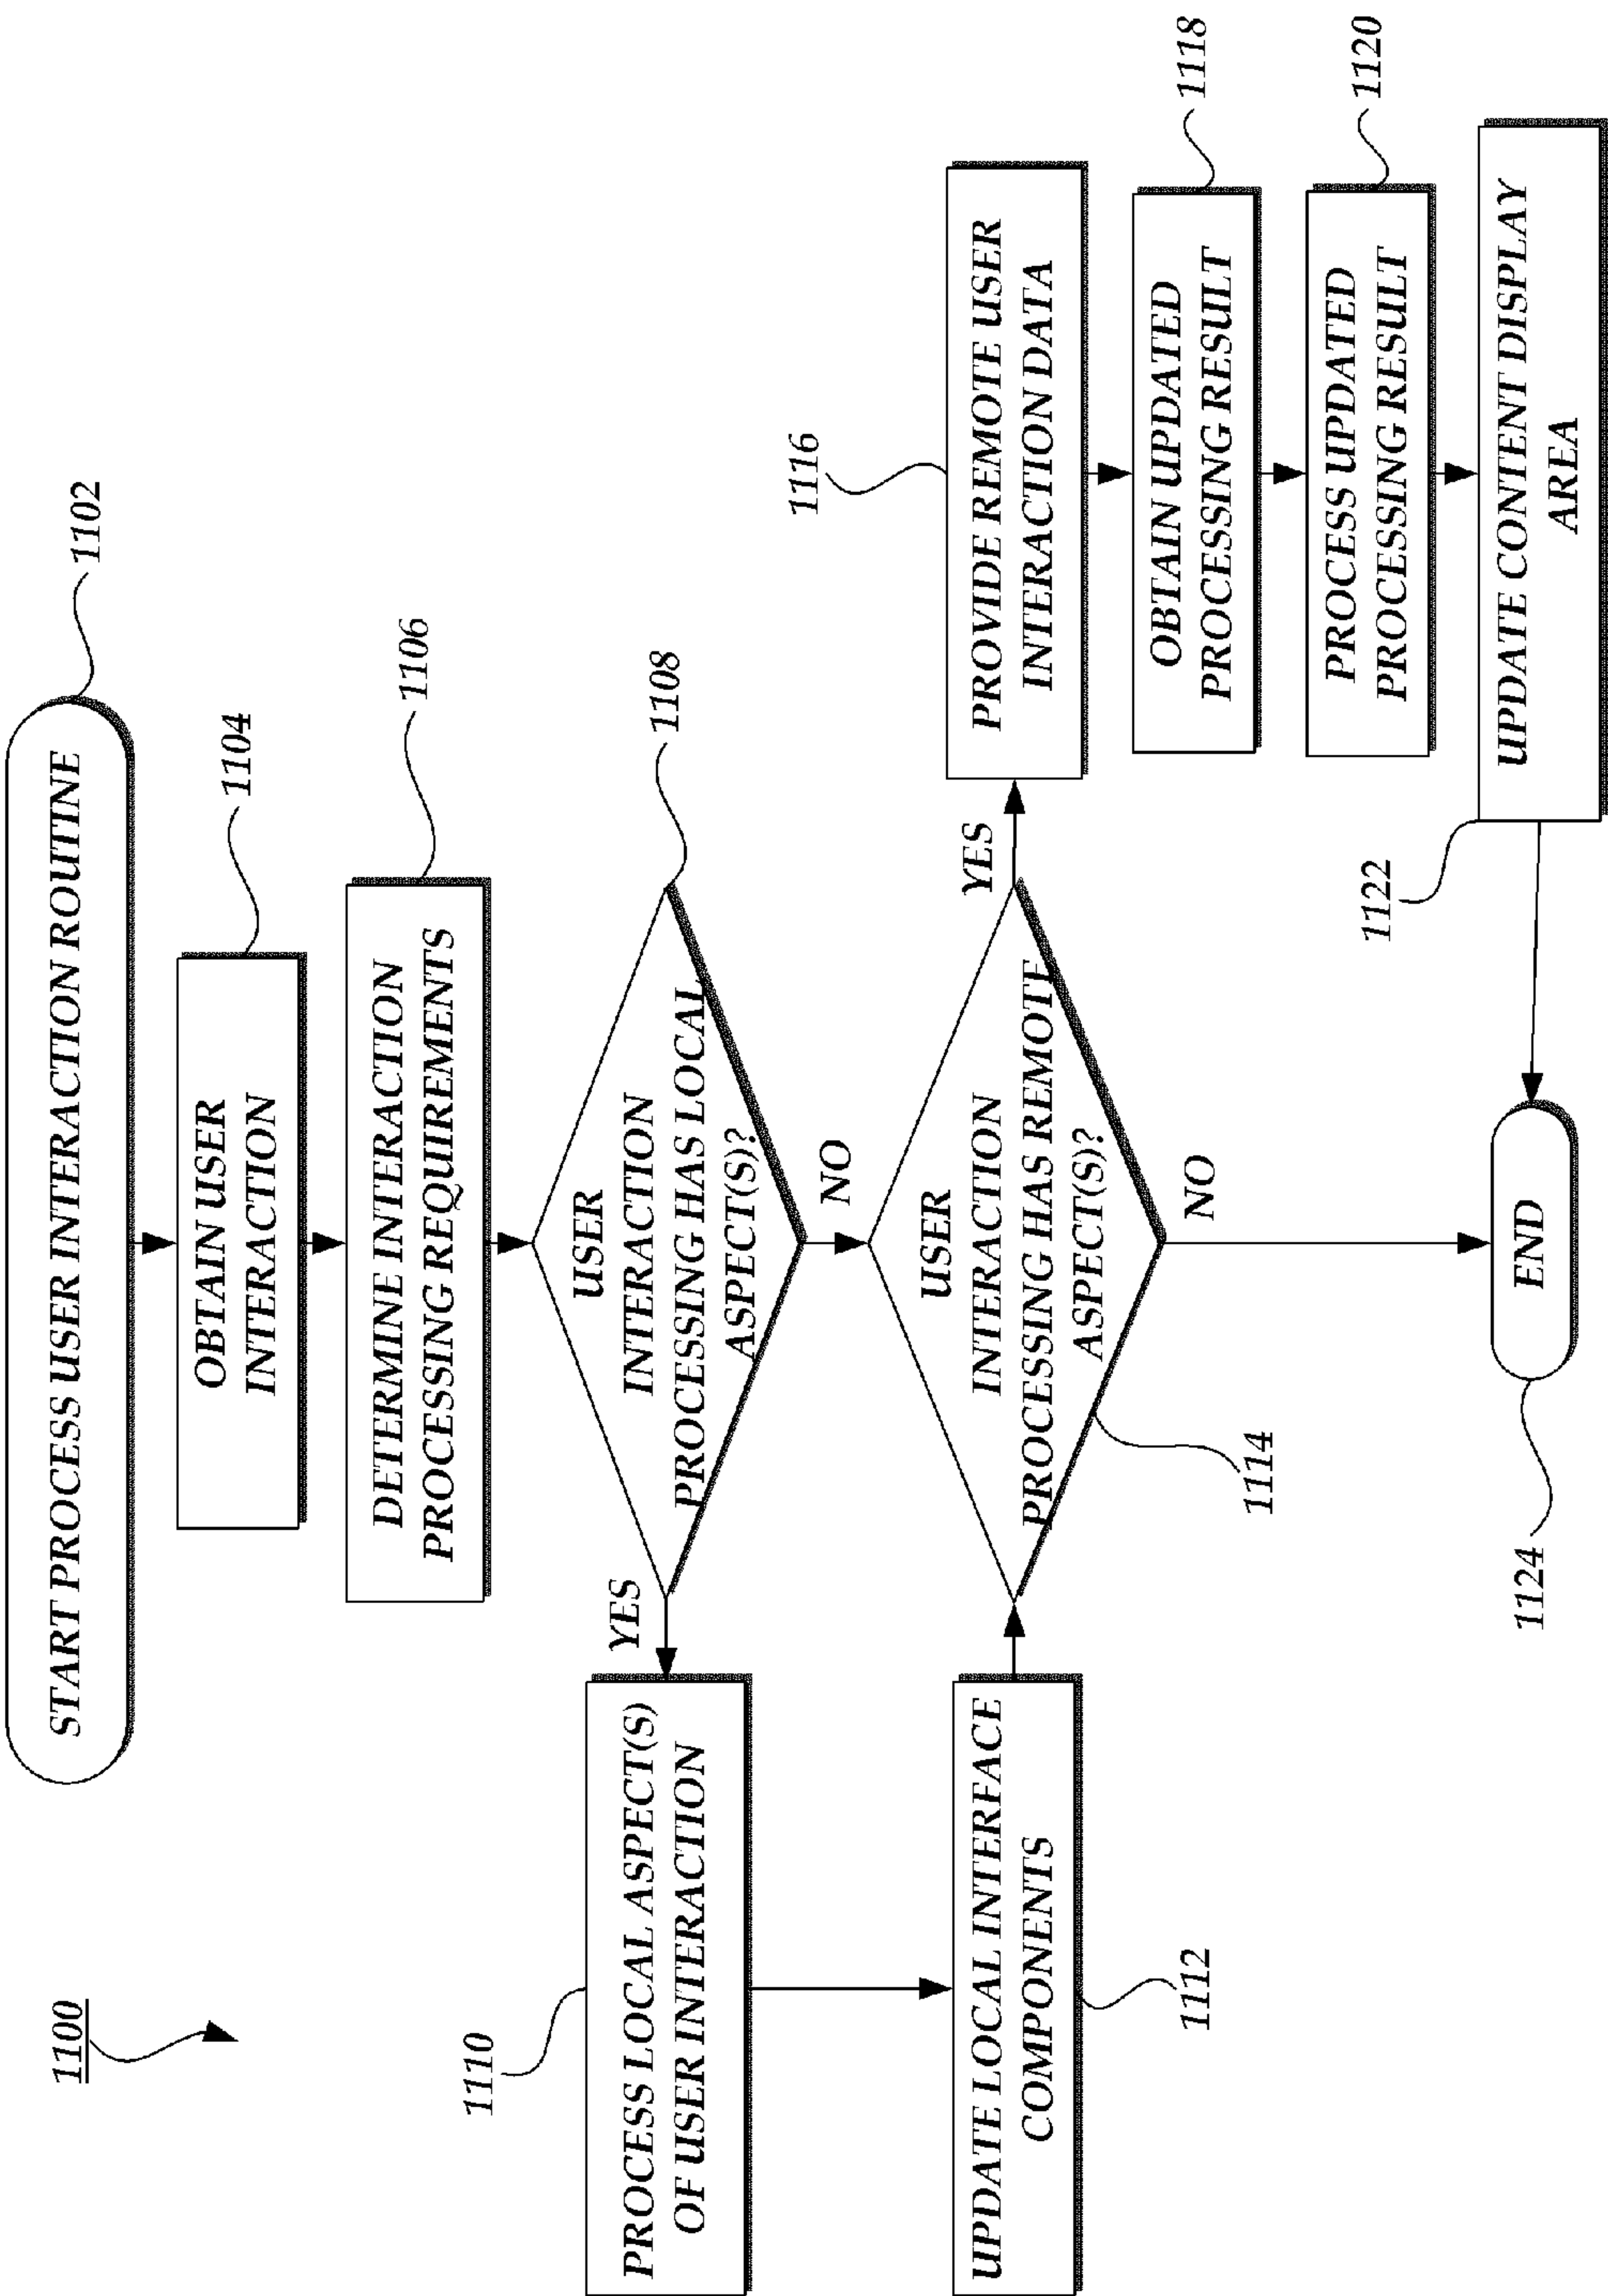 1100
START PROCESS USER INTERACTION ROUTINE
1102
OBTAIN USER
INTERACTION
1104
DETERMINE INTERACTION
PROCESSING REQUIREMENTS
1106
USER
INTERACTION
PROCESSING HAS LOCAL
ASPECT(S)?
1108
YES
NO
1110
PROCESS LOCAL ASPECT(S)
OF USER INTERACTION
UPDATE LOCAL INTERFACE
COMPONENTS
1112
USER
INTERACTION
PROCESSING HAS REMOTE
ASPECT(S)?
1114
YES
NO
1116
PROVIDE REMOTE USER
INTERACTION DATA
OBTAIN UPDATED
PROCESSING RESULT
1118
PROCESS UPDATED
PROCESSING RESULT
1120
UPDATE CONTENT DISPLAY
AREA
1122
END
1124